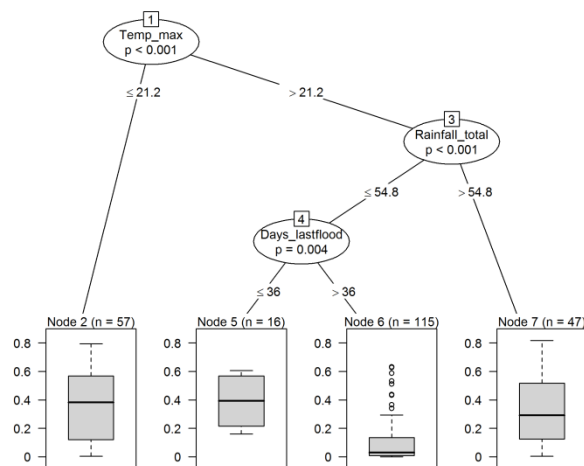 1
Temp_max
p < 0.001
≤ 21.2
> 21.2
3
Rainfall_total
p < 0.001
≤ 54.8
> 54.8
4
Days_lastflood
p = 0.004
≤ 36
> 36
Node 2 (n = 57)
0.8
0.6
0.4
0.2
0
Node 5 (n = 16)
0.8
0.6
0.4
0.2
0
Node 6 (n = 115)
0.8
0.6
0.4
0.2
0
Node 7 (n = 47)
0.8
0.6
0.4
0.2
0